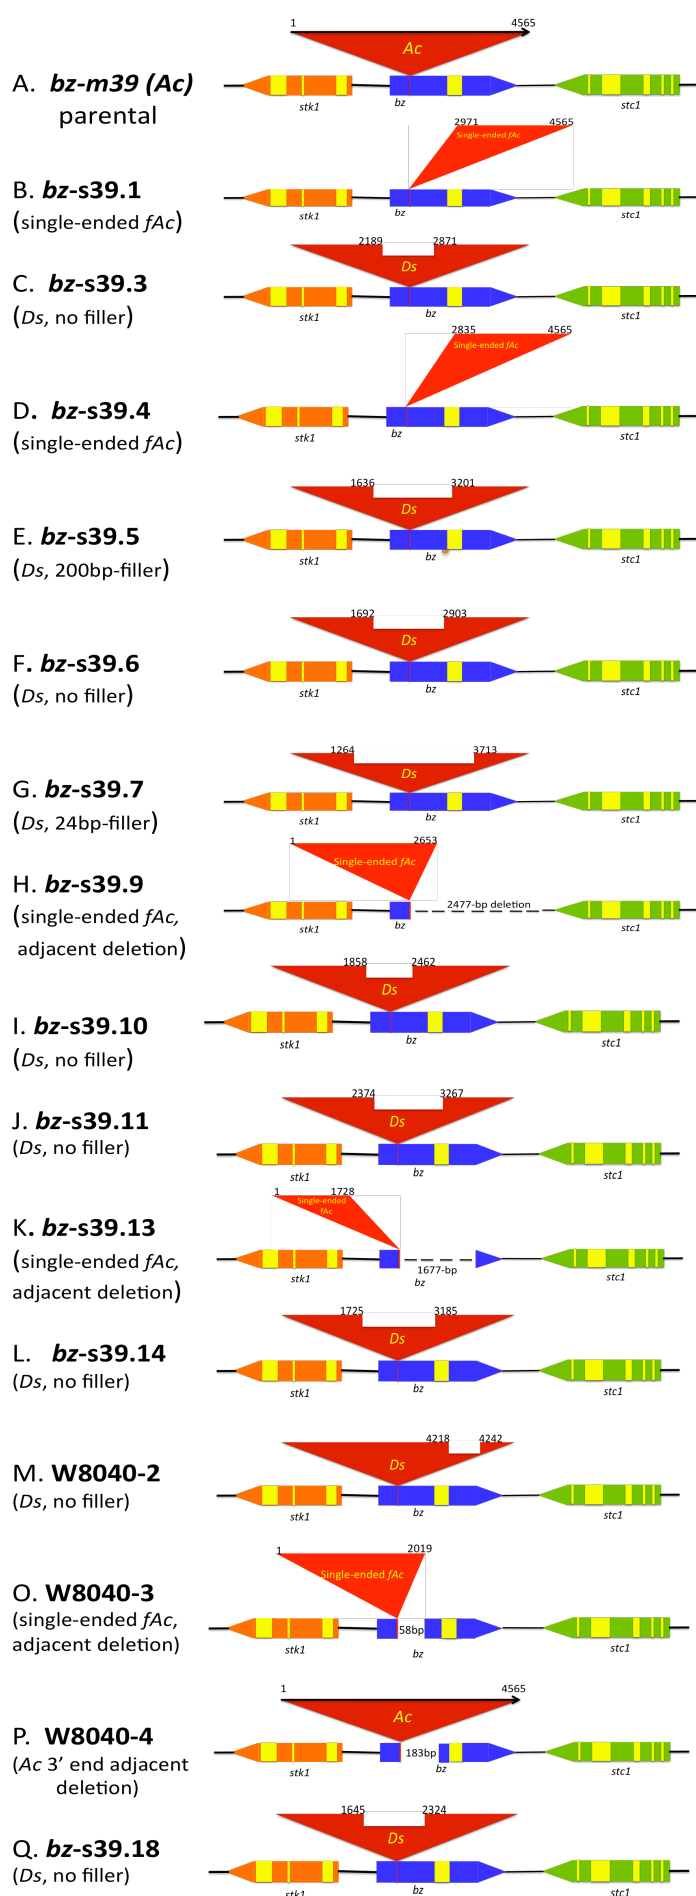 1 4565
Ac
A. bz-m39 (Ac)
parental
stk1 bz stc1
2971 4565
Single-ended fAc
B. bz-s39.1
(single-ended fAc)
stk1 bz stc1
2189 2871
Ds
C. bz-s39.3
(Ds, no filler)
stk1 bz stc1
2835 4565
Single-ended fAc
D. bz-s39.4
(single-ended fAc)
stk1 bz stc1
1636 3201
Ds
E. bz-s39.5
(Ds, 200bp-filler)
stk1 bz stc1
1692 2903
Ds
F. bz-s39.6
(Ds, no filler)
stk1 bz stc1
1264 3713
Ds
G. bz-s39.7
(Ds, 24bp-filler)
stk1 bz stc1
1 2653
Single-ended fAc
H. bz-s39.9
2477-bp deletion
(single-ended fAc,
adjacent deletion)
stk1 bz stc1
1858 2462
Ds
I. bz-s39.10
(Ds, no filler)
stk1 bz stc1
2374 3267
Ds
J. bz-s39.11
(Ds, no filler)
stk1 bz stc1
1 1728
Single-ended
fAc
K. bz-s39.13
(single-ended fAc,
adjacent deletion)
1677-bp
stk1 bz stc1
1725 3185
Ds
L. bz-s39.14
(Ds, no filler)
stk1 bz stc1
4218 4242
Ds
M. W8040-2
(Ds, no filler)
stk1 bz stc1
1 2019
Single-ended fAc
O. W8040-3
(single-ended fAc,
adjacent deletion)
58bp
stk1 bz stc1
1 4565
Ac
P. W8040-4
(Ac 3’ end adjacent
deletion)
183bp
stk1 bz stc1
1645 2324
Ds
Q. bz-s39.18
(Ds, no filler)
stk1 bz stc1